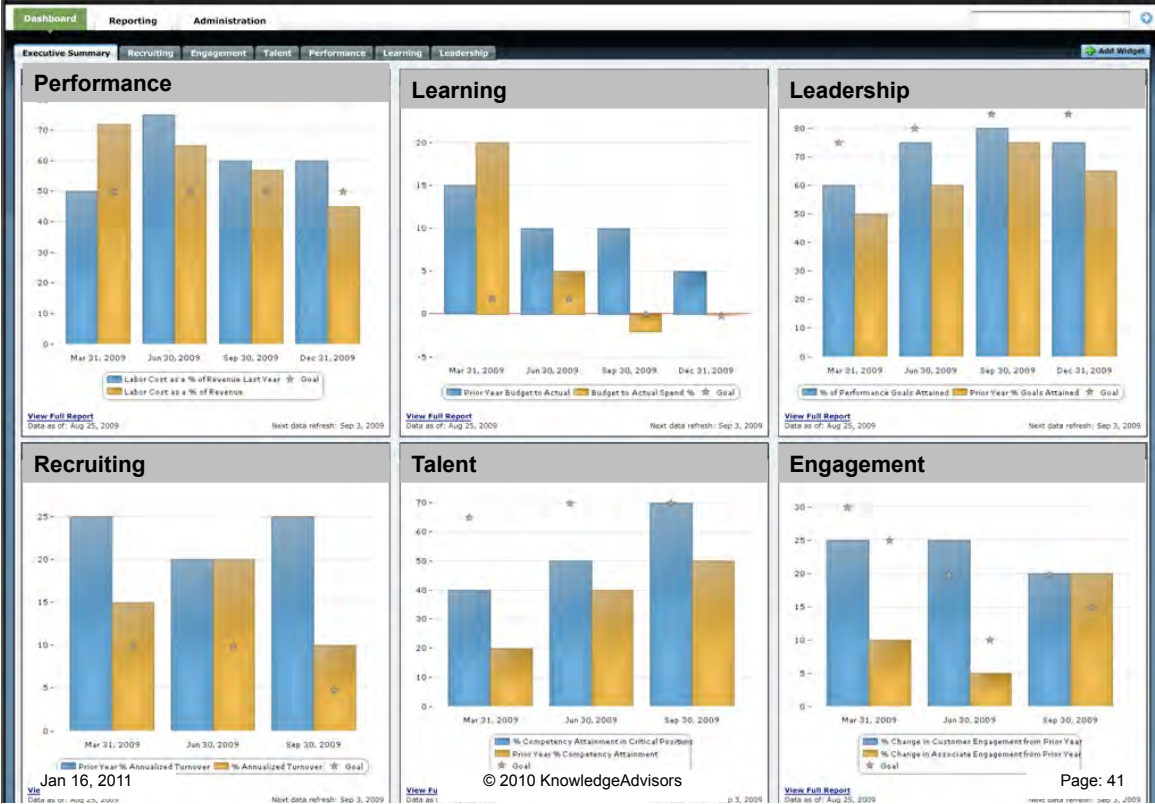 Dashboard Reporting Administration
Executive Summary Recruiting Engagement Talent Performance Learning Leadership Add Widget
Performance
70
60
50
40
30
20
10
0
Mar 31, 2009 Jun 30, 2009 Sep 30, 2009 Dec 31, 2009
Labor Cost as a % of Revenue Last Year Goal
Labor Cost as a % of Revenue
View Full Report
Data as of: Aug 25, 2009 Next data refresh: Sep 3, 2009
Learning
20
15
10
5
0
-5
Mar 31, 2009 Jun 30, 2009 Sep 30, 2009 Dec 31, 2009
Prior Year Budget to Actual Budget to Actual Spend % Goal
View Full Report
Data as of: Aug 25, 2009 Next data refresh: Sep 3, 2009
Leadership
80
70
60
50
40
30
20
10
0
Mar 31, 2009 Jun 30, 2009 Sep 30, 2009 Dec 31, 2009
% of Performance Goals Attained Prior Year % Goals Attained Goal
View Full Report
Data as of: Aug 25, 2009 Next data refresh: Sep 3, 2009
Recruiting
25
20
15
10
5
0
Mar 31, 2009 Jun 30, 2009 Sep 30, 2009
Prior Year % Annualized Turnover % Annualized Turnover Goal
Next data refresh: Sep 3, 2009
Talent
70
60
50
40
30
20
10
0
Mar 31, 2009 Jun 30, 2009 Sep 30, 2009
% Competency Attainment in Critical Positions
Prior Year % Competency Attainment
Goal
Engagement
30
25
20
15
10
5
0
Mar 31, 2009 Jun 30, 2009 Sep 30, 2009
% Change in Customer Engagement from Prior Year
% Change in Associate Engagement from Prior Year
Goal
View Full Report
Data as of: Aug 25, 2009 Next data refresh: Sep 3, 2009
Jan 16, 2011 © 2010 KnowledgeAdvisors Page: 41